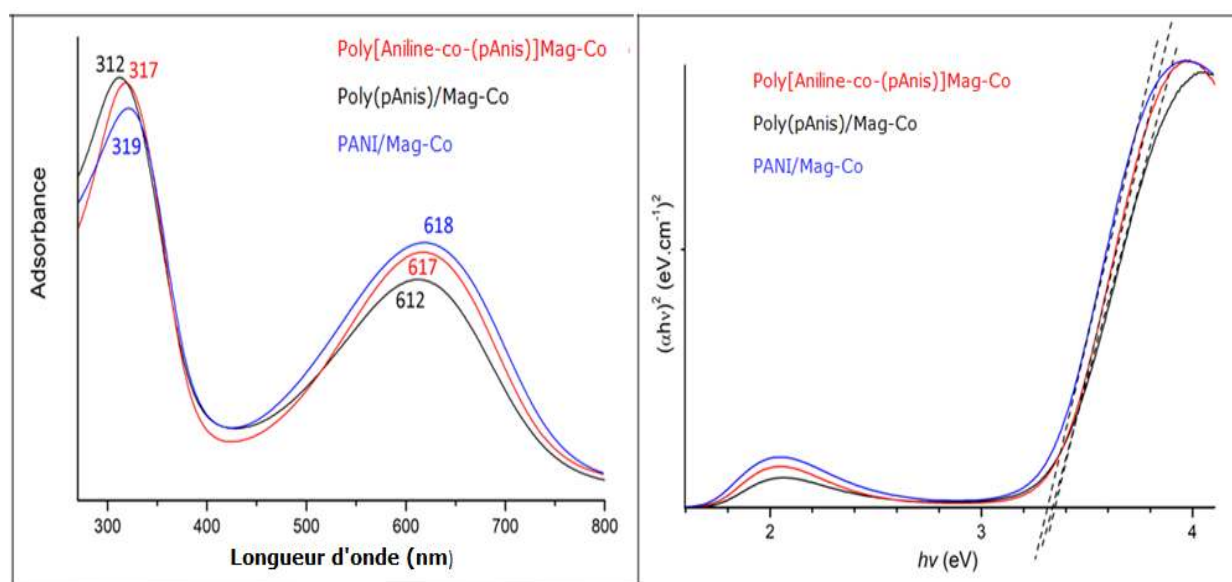 Poly[Aniline-co-(pAnis)]Mag-Co
Poly(pAnis)/Mag-Co
PANI/Mag-Co
312
317
319
618
617
612
Adsorbance
300
400
500
600
700
800
Longueur d'onde (nm)
Poly[Aniline-co-(pAnis)]Mag-Co
Poly(pAnis)/Mag-Co
PANI/Mag-Co
(αhν)² (eV.cm⁻¹)²
2
3
4
hν (eV)